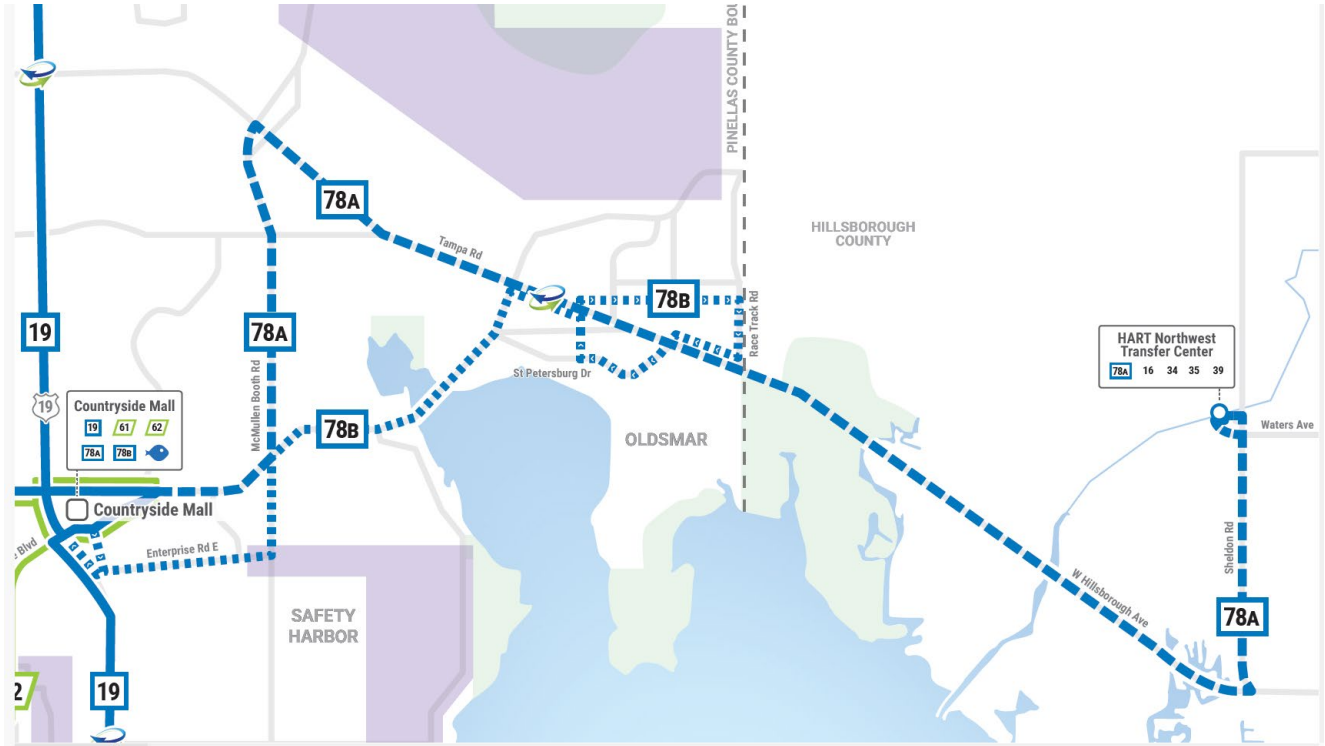 PINELLAS COUNTY BOU
78A
HILLSBOROUGH
COUNTY
Tampa Rd
78B
Race Track Rd
19
78A
HART Northwest
Transfer Center
78A 16 34 35 39
St Petersburg Dr
McMullen Booth Rd
19
Countryside Mall
19 61 62
78A 78B
78B
OLDSMAR
Waters Ave
Countryside Mall
Blvd
Enterprise Rd E
Sheldon Rd
W Hillsborough Ave
SAFETY
HARBOR
78A
2
19